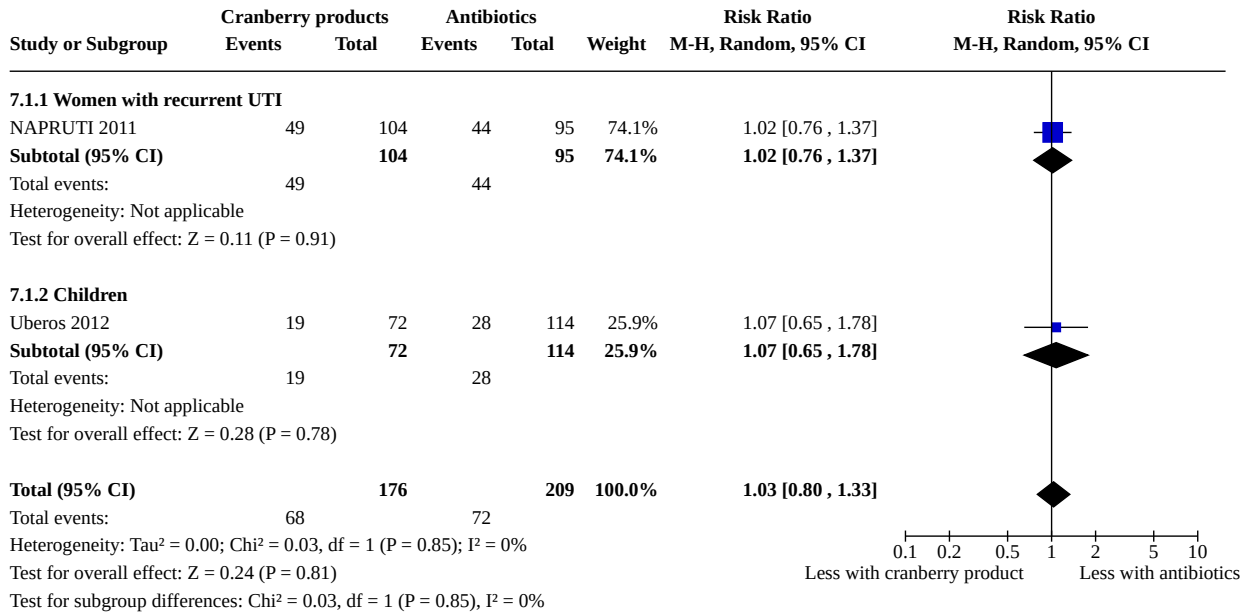 Cranberry products Antibiotics Risk Ratio Risk Ratio
Study or Subgroup Events Total Events Total Weight M-H, Random, 95% CI M-H, Random, 95% CI
7.1.1 Women with recurrent UTI
NAPRUTI 2011 49 104 44 95 74.1% 1.02 [0.76 , 1.37]
Subtotal (95% CI) 104 95 74.1% 1.02 [0.76 , 1.37]
Total events: 49 44
Heterogeneity: Not applicable
Test for overall effect: Z = 0.11 (P = 0.91)
7.1.2 Children
Uberos 2012 19 72 28 114 25.9% 1.07 [0.65 , 1.78]
Subtotal (95% CI) 72 114 25.9% 1.07 [0.65 , 1.78]
Total events: 19 28
Heterogeneity: Not applicable
Test for overall effect: Z = 0.28 (P = 0.78)
Total (95% CI) 176 209 100.0% 1.03 [0.80 , 1.33]
Total events: 68 72
Heterogeneity: Tau² = 0.00; Chi² = 0.03, df = 1 (P = 0.85); I² = 0%
0.1 0.2 0.5 1 2 5 10
Test for overall effect: Z = 0.24 (P = 0.81)
Less with cranberry product Less with antibiotics
Test for subgroup differences: Chi² = 0.03, df = 1 (P = 0.85), I² = 0%